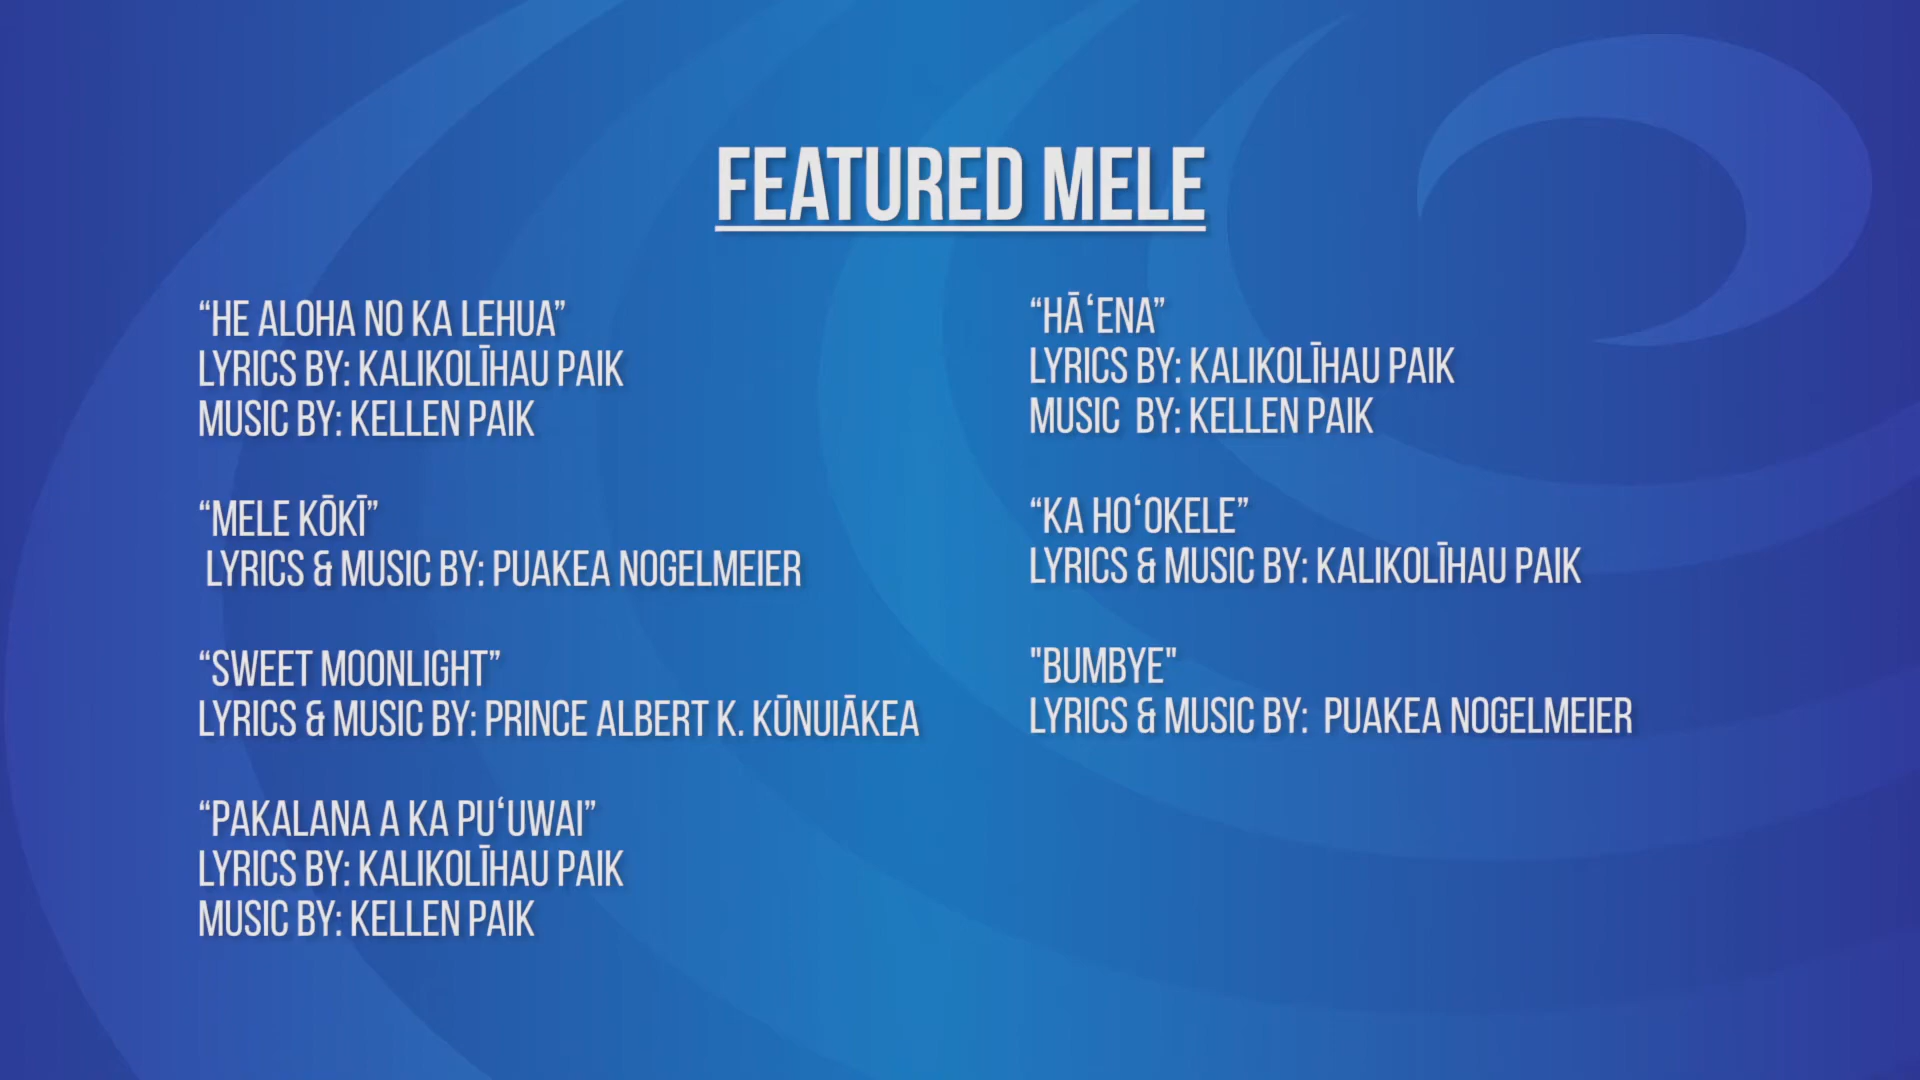 FEATURED MELE
“HE ALOHA NO KA LEHUA”
LYRICS BY: KALIKOLĪHAU PAIK
MUSIC BY: KELLEN PAIK
“MELE KŌKĪ”
LYRICS & MUSIC BY: PUAKEA NOGELMEIER
“SWEET MOONLIGHT”
LYRICS & MUSIC BY: PRINCE ALBERT K. KŪNUIĀKEA
“PAKALANA A KA PUʻUWAI”
LYRICS BY: KALIKOLĪHAU PAIK
MUSIC BY: KELLEN PAIK
“HĀʻENA”
LYRICS BY: KALIKOLĪHAU PAIK
MUSIC BY: KELLEN PAIK
“KA HOʻOKELE”
LYRICS & MUSIC BY: KALIKOLĪHAU PAIK
"BUMBYE"
LYRICS & MUSIC BY: PUAKEA NOGELMEIER